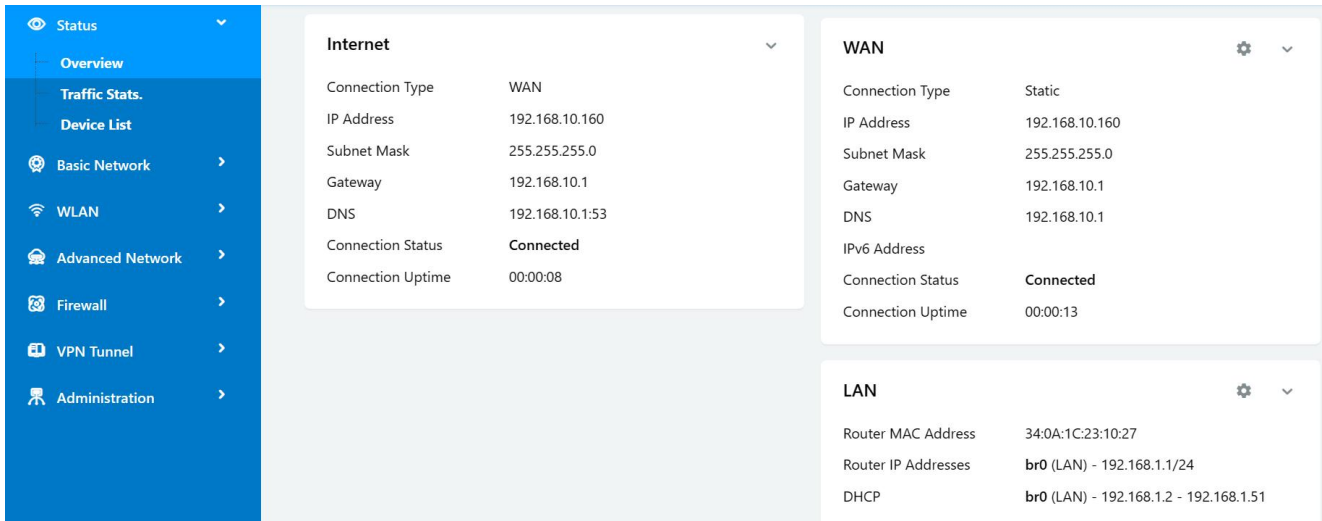 Status
Overview
Traffic Stats.
Device List
Basic Network
WLAN
Advanced Network
Firewall
VPN Tunnel
Administration
Internet
Connection Type WAN
IP Address 192.168.10.160
Subnet Mask 255.255.255.0
Gateway 192.168.10.1
DNS 192.168.10.1:53
Connection Status Connected
Connection Uptime 00:00:08
WAN
Connection Type Static
IP Address 192.168.10.160
Subnet Mask 255.255.255.0
Gateway 192.168.10.1
DNS 192.168.10.1
IPv6 Address
Connection Status Connected
Connection Uptime 00:00:13
LAN
Router MAC Address 34:0A:1C:23:10:27
Router IP Addresses br0 (LAN) - 192.168.1.1/24
DHCP br0 (LAN) - 192.168.1.2 - 192.168.1.51